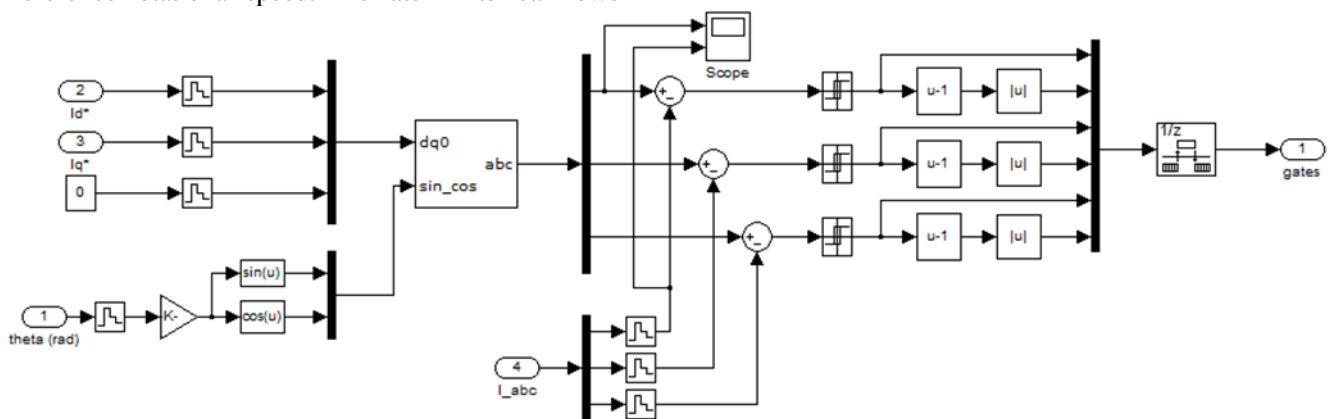 Scope
2
Id*
3
Iq*
0
dq0
abc
sin_cos
+
-
+
-
+
-
u-1
|u|
u-1
|u|
u-1
|u|
1/z
1
gates
sin(u)
cos(u)
1
theta (rad)
K-
4
I_abc